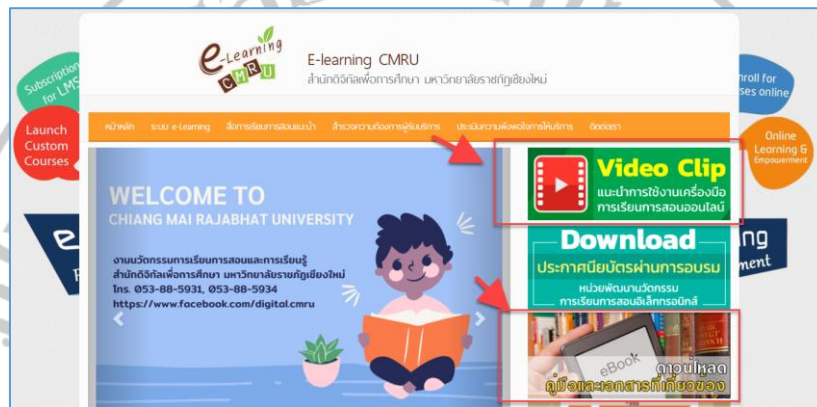 e-Learning
CMRU
E-learning CMRU
สำนักดิจิทัลเพื่อการศึกษา มหาวิทยาลัยราชภัฏเชียงใหม่
Subscription
for LMS
Launch
Custom
Courses
nroll for
ses online
Online
Learning &
Empowerment
หน้าหลัก ระบบ e-Learning สื่อการเรียนการสอนแนะนำ สำรวจความต้องการผู้รับบริการ ประเมินความพึงพอใจการให้บริการ ติดต่อเรา
WELCOME TO
CHIANG MAI RAJABHAT UNIVERSITY
งานนวัตกรรมการเรียนการสอนและการเรียนรู้
สำนักดิจิทัลเพื่อการศึกษา มหาวิทยาลัยราชภัฏเชียงใหม่
โทร. 053-88-5931, 053-88-5934
https://www.facebook.com/digital.cmru
Video Clip
แนะนำการใช้งานเครื่องมือ
การเรียนการสอนออนไลน์
Download
ประกาศนียบัตรผ่านการอบรม
หน่วยพัฒนานวัตกรรม
การเรียนการสอนอิเล็กทรอนิกส์
eBook
ดาวน์โหลด
คู่มือและเอกสารที่เกี่ยวข้อง
ng
ment